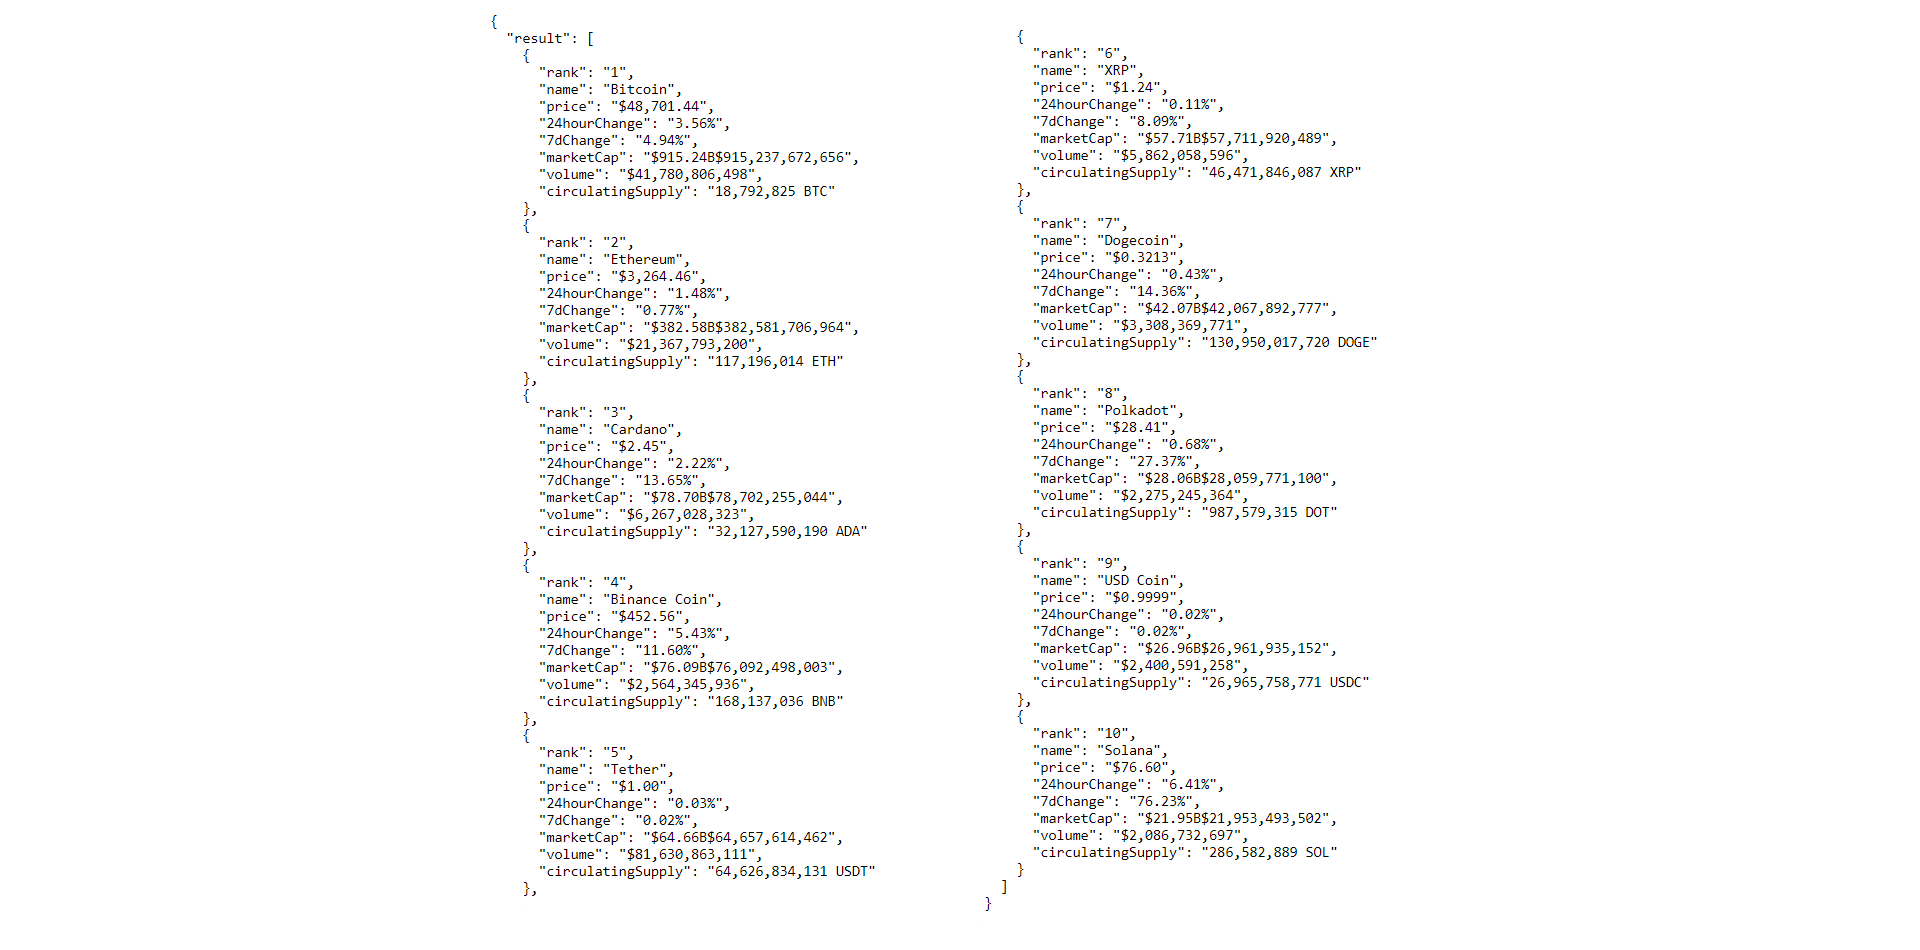 {
  "result": [
    {
      "rank": "1",
      "name": "Bitcoin",
      "price": "$48,701.44",
      "24hourChange": "3.56%",
      "7dChange": "4.94%",
      "marketCap": "$915.24B$915,237,672,656",
      "volume": "$41,780,806,498",
      "circulatingSupply": "18,792,825 BTC"
    },
    {
      "rank": "2",
      "name": "Ethereum",
      "price": "$3,264.46",
      "24hourChange": "1.48%",
      "7dChange": "0.77%",
      "marketCap": "$382.58B$382,581,706,964",
      "volume": "$21,367,793,200",
      "circulatingSupply": "117,196,014 ETH"
    },
    {
      "rank": "3",
      "name": "Cardano",
      "price": "$2.45",
      "24hourChange": "2.22%",
      "7dChange": "13.65%",
      "marketCap": "$78.70B$78,702,255,044",
      "volume": "$6,267,028,323",
      "circulatingSupply": "32,127,590,190 ADA"
    },
    {
      "rank": "4",
      "name": "Binance Coin",
      "price": "$452.56",
      "24hourChange": "5.43%",
      "7dChange": "11.60%",
      "marketCap": "$76.09B$76,092,498,003",
      "volume": "$2,564,345,936",
      "circulatingSupply": "168,137,036 BNB"
    },
    {
      "rank": "5",
      "name": "Tether",
      "price": "$1.00",
      "24hourChange": "0.03%",
      "7dChange": "0.02%",
      "marketCap": "$64.66B$64,657,614,462",
      "volume": "$81,630,863,111",
      "circulatingSupply": "64,626,834,131 USDT"
    },
    {
      "rank": "6",
      "name": "XRP",
      "price": "$1.24",
      "24hourChange": "0.11%",
      "7dChange": "8.09%",
      "marketCap": "$57.71B$57,711,920,489",
      "volume": "$5,862,058,596",
      "circulatingSupply": "46,471,846,087 XRP"
    },
    {
      "rank": "7",
      "name": "Dogecoin",
      "price": "$0.3213",
      "24hourChange": "0.43%",
      "7dChange": "14.36%",
      "marketCap": "$42.07B$42,067,892,777",
      "volume": "$3,308,369,771",
      "circulatingSupply": "130,950,017,720 DOGE"
    },
    {
      "rank": "8",
      "name": "Polkadot",
      "price": "$28.41",
      "24hourChange": "0.68%",
      "7dChange": "27.37%",
      "marketCap": "$28.06B$28,059,771,100",
      "volume": "$2,275,245,364",
      "circulatingSupply": "987,579,315 DOT"
    },
    {
      "rank": "9",
      "name": "USD Coin",
      "price": "$0.9999",
      "24hourChange": "0.02%",
      "7dChange": "0.02%",
      "marketCap": "$26.96B$26,961,935,152",
      "volume": "$2,400,591,258",
      "circulatingSupply": "26,965,758,771 USDC"
    },
    {
      "rank": "10",
      "name": "Solana",
      "price": "$76.60",
      "24hourChange": "6.41%",
      "7dChange": "76.23%",
      "marketCap": "$21.95B$21,953,493,502",
      "volume": "$2,086,732,697",
      "circulatingSupply": "286,582,889 SOL"
    }
  ]
}